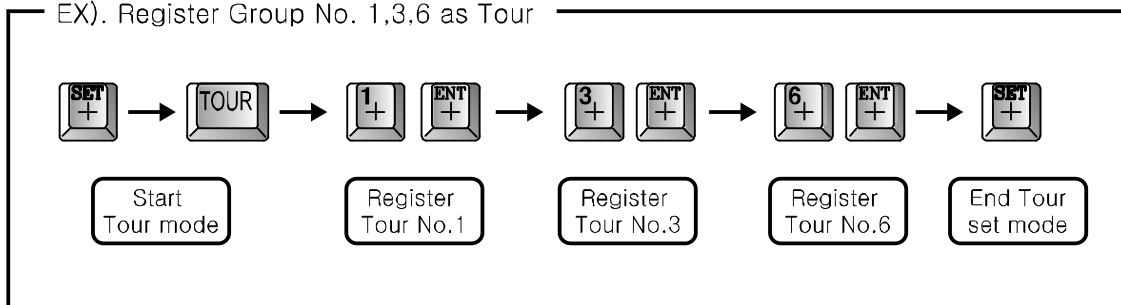 EX). Register Group No. 1,3,6 as Tour
SET + TOUR 1 + ENT + 3 + ENT + 6 + ENT + SET +
Start
Tour mode
Register
Tour No.1
Register
Tour No.3
Register
Tour No.6
End Tour
set mode